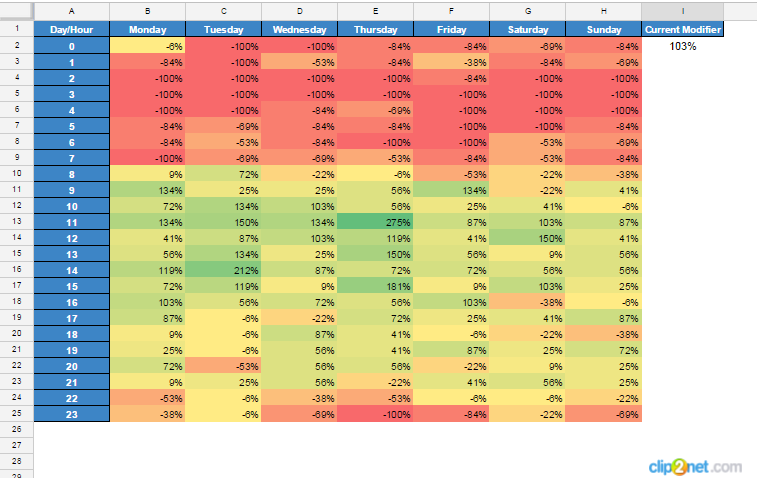 A B C D E F G H I
1 Day/Hour Monday Tuesday Wednesday Thursday Friday Saturday Sunday Current Modifier
2 0 -6% -100% -100% -84% -84% -69% -84% 103%
3 1 -84% -100% -53% -84% -38% -84% -69%
4 2 -100% -100% -100% -84% -100% -100% -100%
5 3 -100% -100% -100% -100% -100% -100% -100%
6 4 -100% -100% -84% -69% -100% -100% -100%
7 5 -84% -69% -84% -84% -100% -100% -84%
8 6 -84% -53% -84% -100% -100% -53% -69%
9 7 -100% -69% -69% -53% -84% -53% -84%
10 8 9% 72% -22% -6% -53% -22% -38%
11 9 134% 25% 25% 56% 134% -22% 41%
12 10 72% 134% 103% 56% 25% 41% -6%
13 11 134% 150% 134% 275% 87% 103% 87%
14 12 41% 87% 103% 119% 41% 150% 41%
15 13 56% 134% 25% 150% 56% 9% 56%
16 14 119% 212% 87% 72% 72% 56% 56%
17 15 72% 119% 9% 181% 9% 103% 25%
18 16 103% 56% 72% 56% 103% -38% -6%
19 17 87% -6% -22% 72% 25% 41% 87%
20 18 9% -6% 87% 41% -6% -22% -38%
21 19 25% -6% 56% 41% 87% 25% 72%
22 20 72% -53% 56% 56% -22% 9% 25%
23 21 9% 25% 56% -22% 41% 56% 25%
24 22 -53% -6% -38% -53% -6% -6% -22%
25 23 -38% -6% -69% -100% -84% -22% -69%
26
27
28
29
clip2net.com